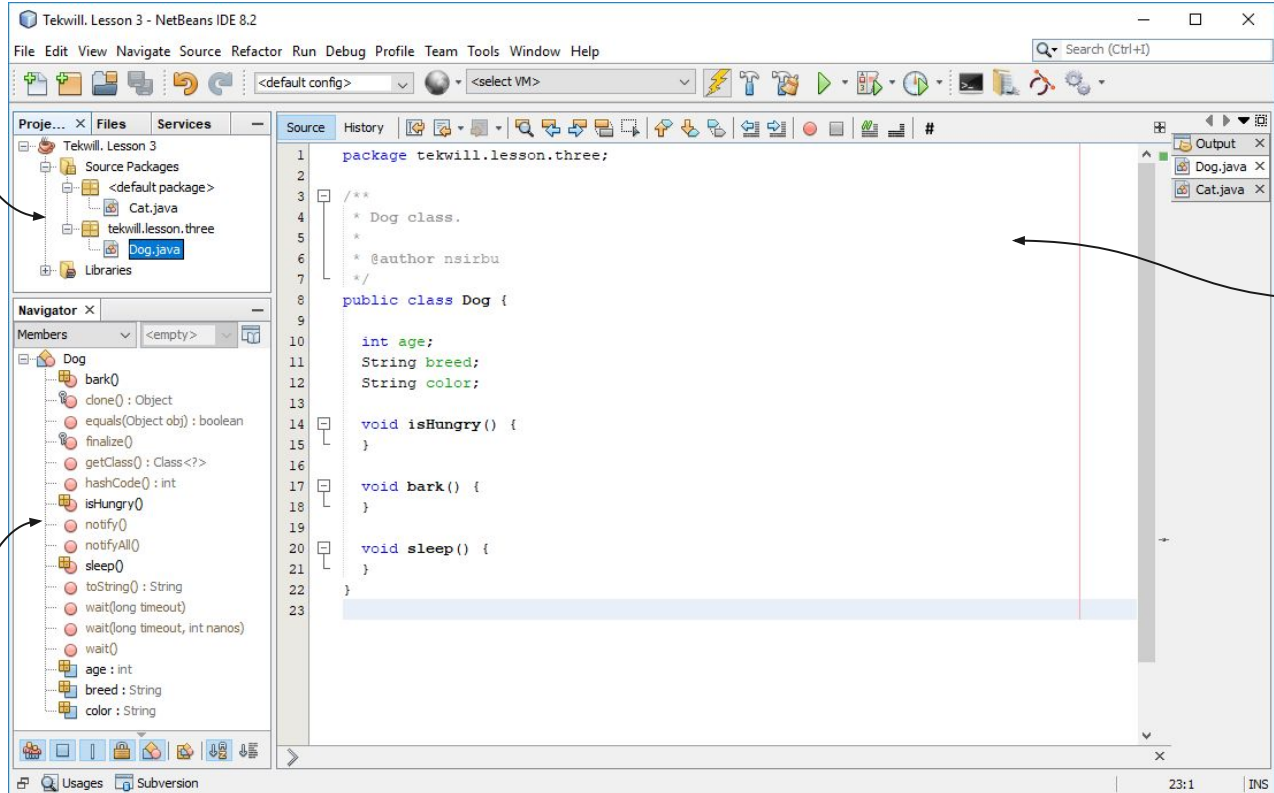 Tekwill. Lesson 3 - NetBeans IDE 8.2
File Edit View Navigate Source Refactor Run Debug Profile Team Tools Window Help
Search (Ctrl+I)
<default config>
<select VM>
Proje... Files Services
Tekwill. Lesson 3
Source Packages
<default package>
Cat.java
tekwill.lesson.three
Dog.java
Libraries
Navigator
Members <empty>
Dog
bark()
clone() : Object
equals(Object obj) : boolean
finalize()
getClass() : Class<?>
hashCode() : int
isHungry()
notify()
notifyAll()
sleep()
toString() : String
wait(long timeout)
wait(long timeout, int nanos)
wait()
age : int
breed : String
color : String
Source History #
1 package tekwill.lesson.three;
2
3 /**
4 * Dog class.
5 *
6 * @author nsirbu
7 */
8 public class Dog {
9
10 int age;
11 String breed;
12 String color;
13
14 void isHungry() {
15 }
16
17 void bark() {
18 }
19
20 void sleep() {
21 }
22 }
23
Output
Dog.java
Cat.java
Usages Subversion
23:1 INS